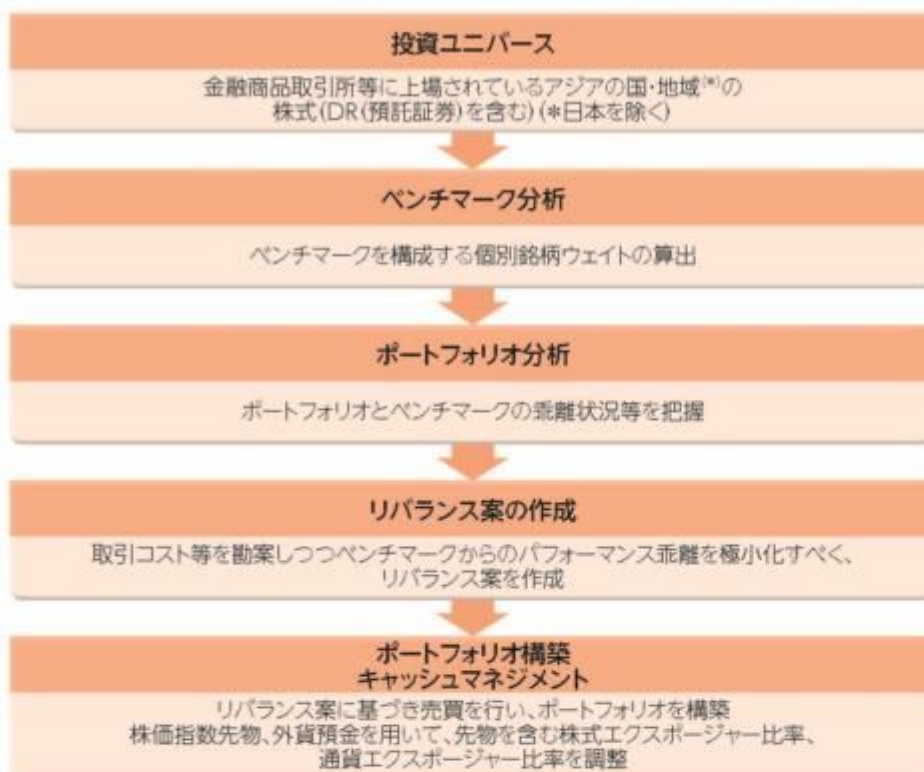 投資ユニバース
金融商品取引所等に上場されているアジアの国・地域(*)の
株式(DR(預託証券)を含む)(*日本を除く)
ベンチマーク分析
ベンチマークを構成する個別銘柄ウェイトの算出
ポートフォリオ分析
ポートフォリオとベンチマークの乖離状況等を把握
リバランス案の作成
取引コスト等を勘案しつつベンチマークからのパフォーマンス乖離を極小化すべく、
リバランス案を作成
ポートフォリオ構築
キャッシュマネジメント
リバランス案に基づき売買を行い、ポートフォリオを構築
株価指数先物、外貨預金を用いて、先物を含む株式エクスポージャー比率、
通貨エクスポージャー比率を調整